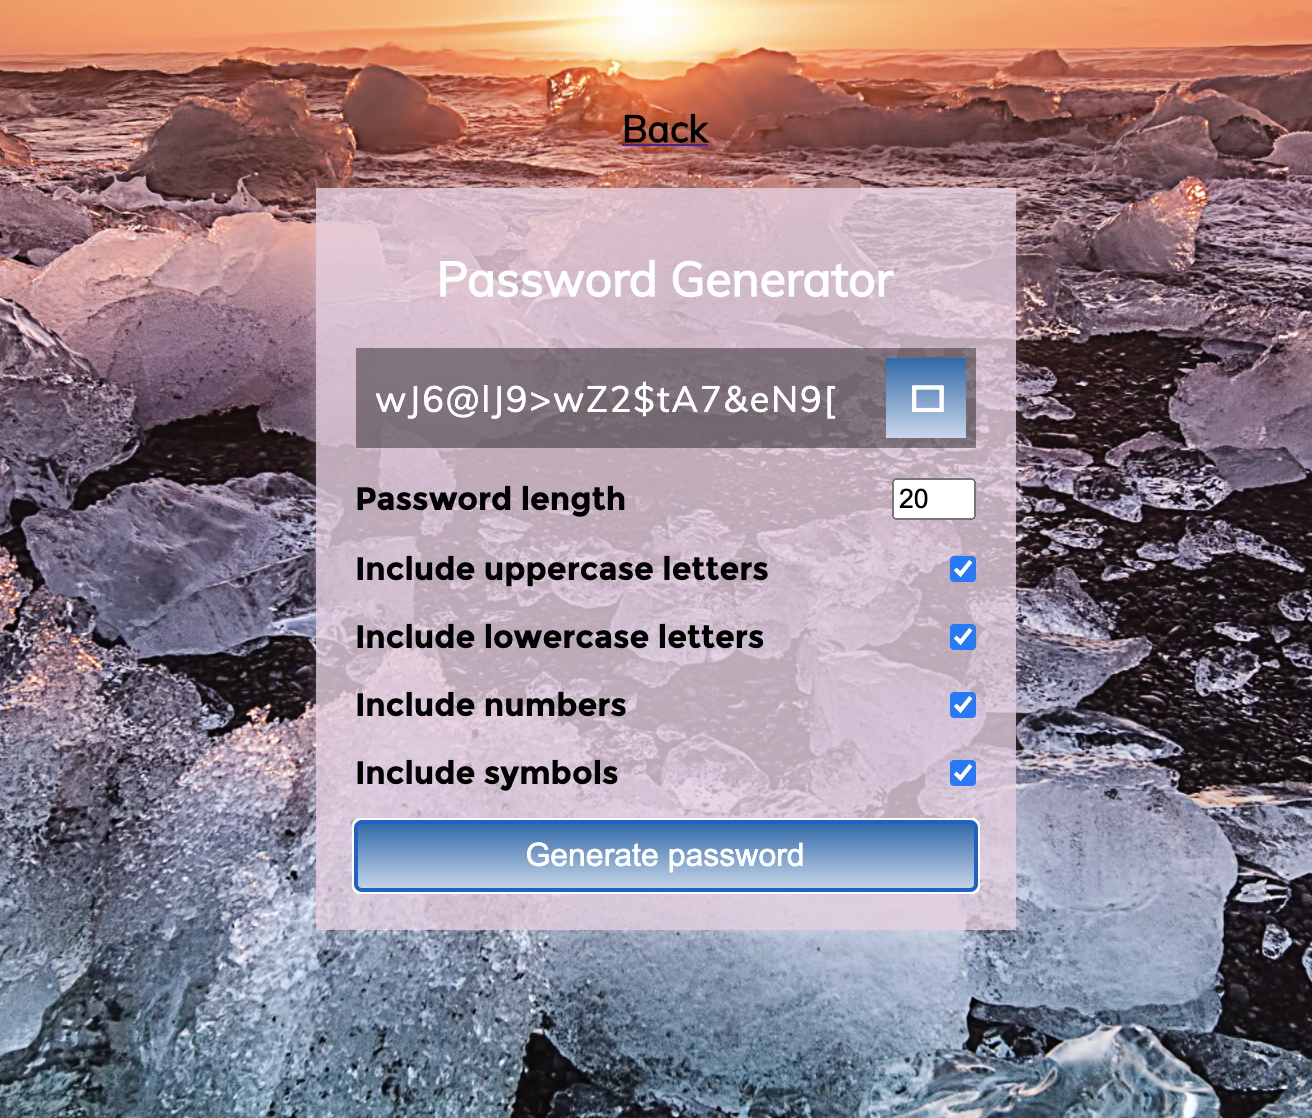 Back
Password Generator
wJ6@lJ9>wZ2$tA7&eN9[
Password length
20
Include uppercase letters
Include lowercase letters
Include numbers
Include symbols
Generate password